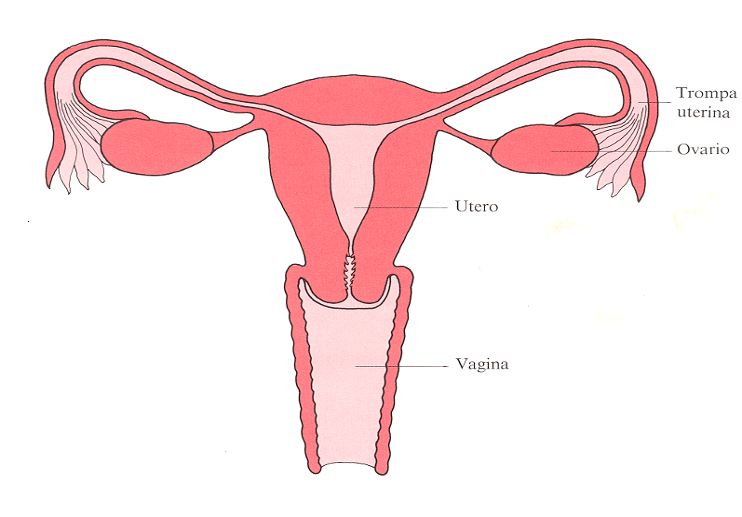 Trompa
uterina
Ovario
Utero
Vagina